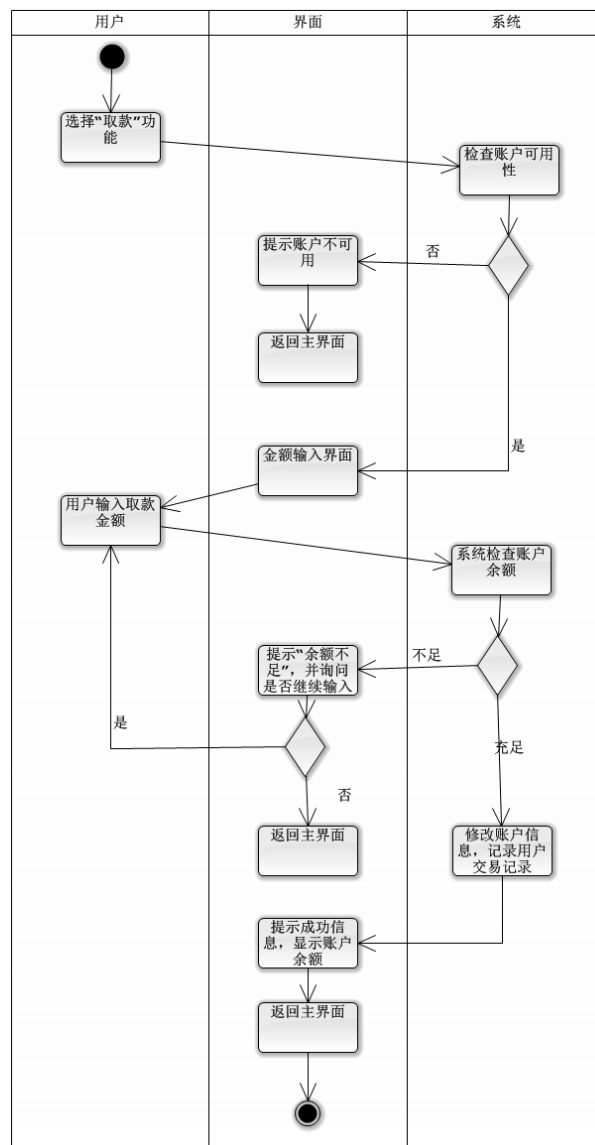 用户
界面
系统
选择“取款”功
能
检查账户可用
性
提示账户不可
用
否
返回主界面
是
金额输入界面
用户输入取款
金额
系统检查账户
余额
提示“余额不
足”，并询问
是否继续输入
不足
是
充足
否
返回主界面
修改账户信
息，记录用户
交易记录
提示成功信
息，显示账户
余额
返回主界面